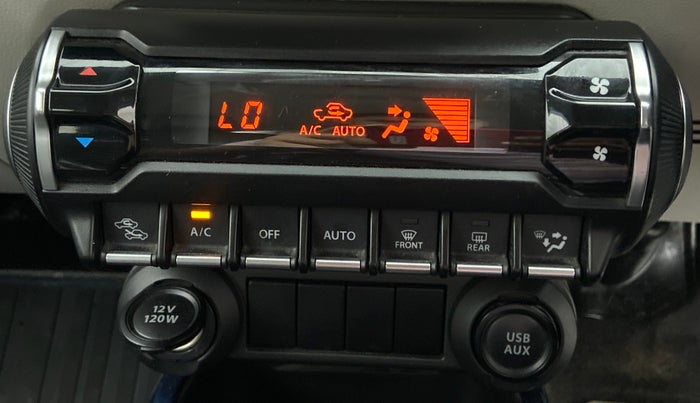 LO
A/C AUTO
A/C
OFF
AUTO
FRONT
REAR
12V
120W
USB
AUX